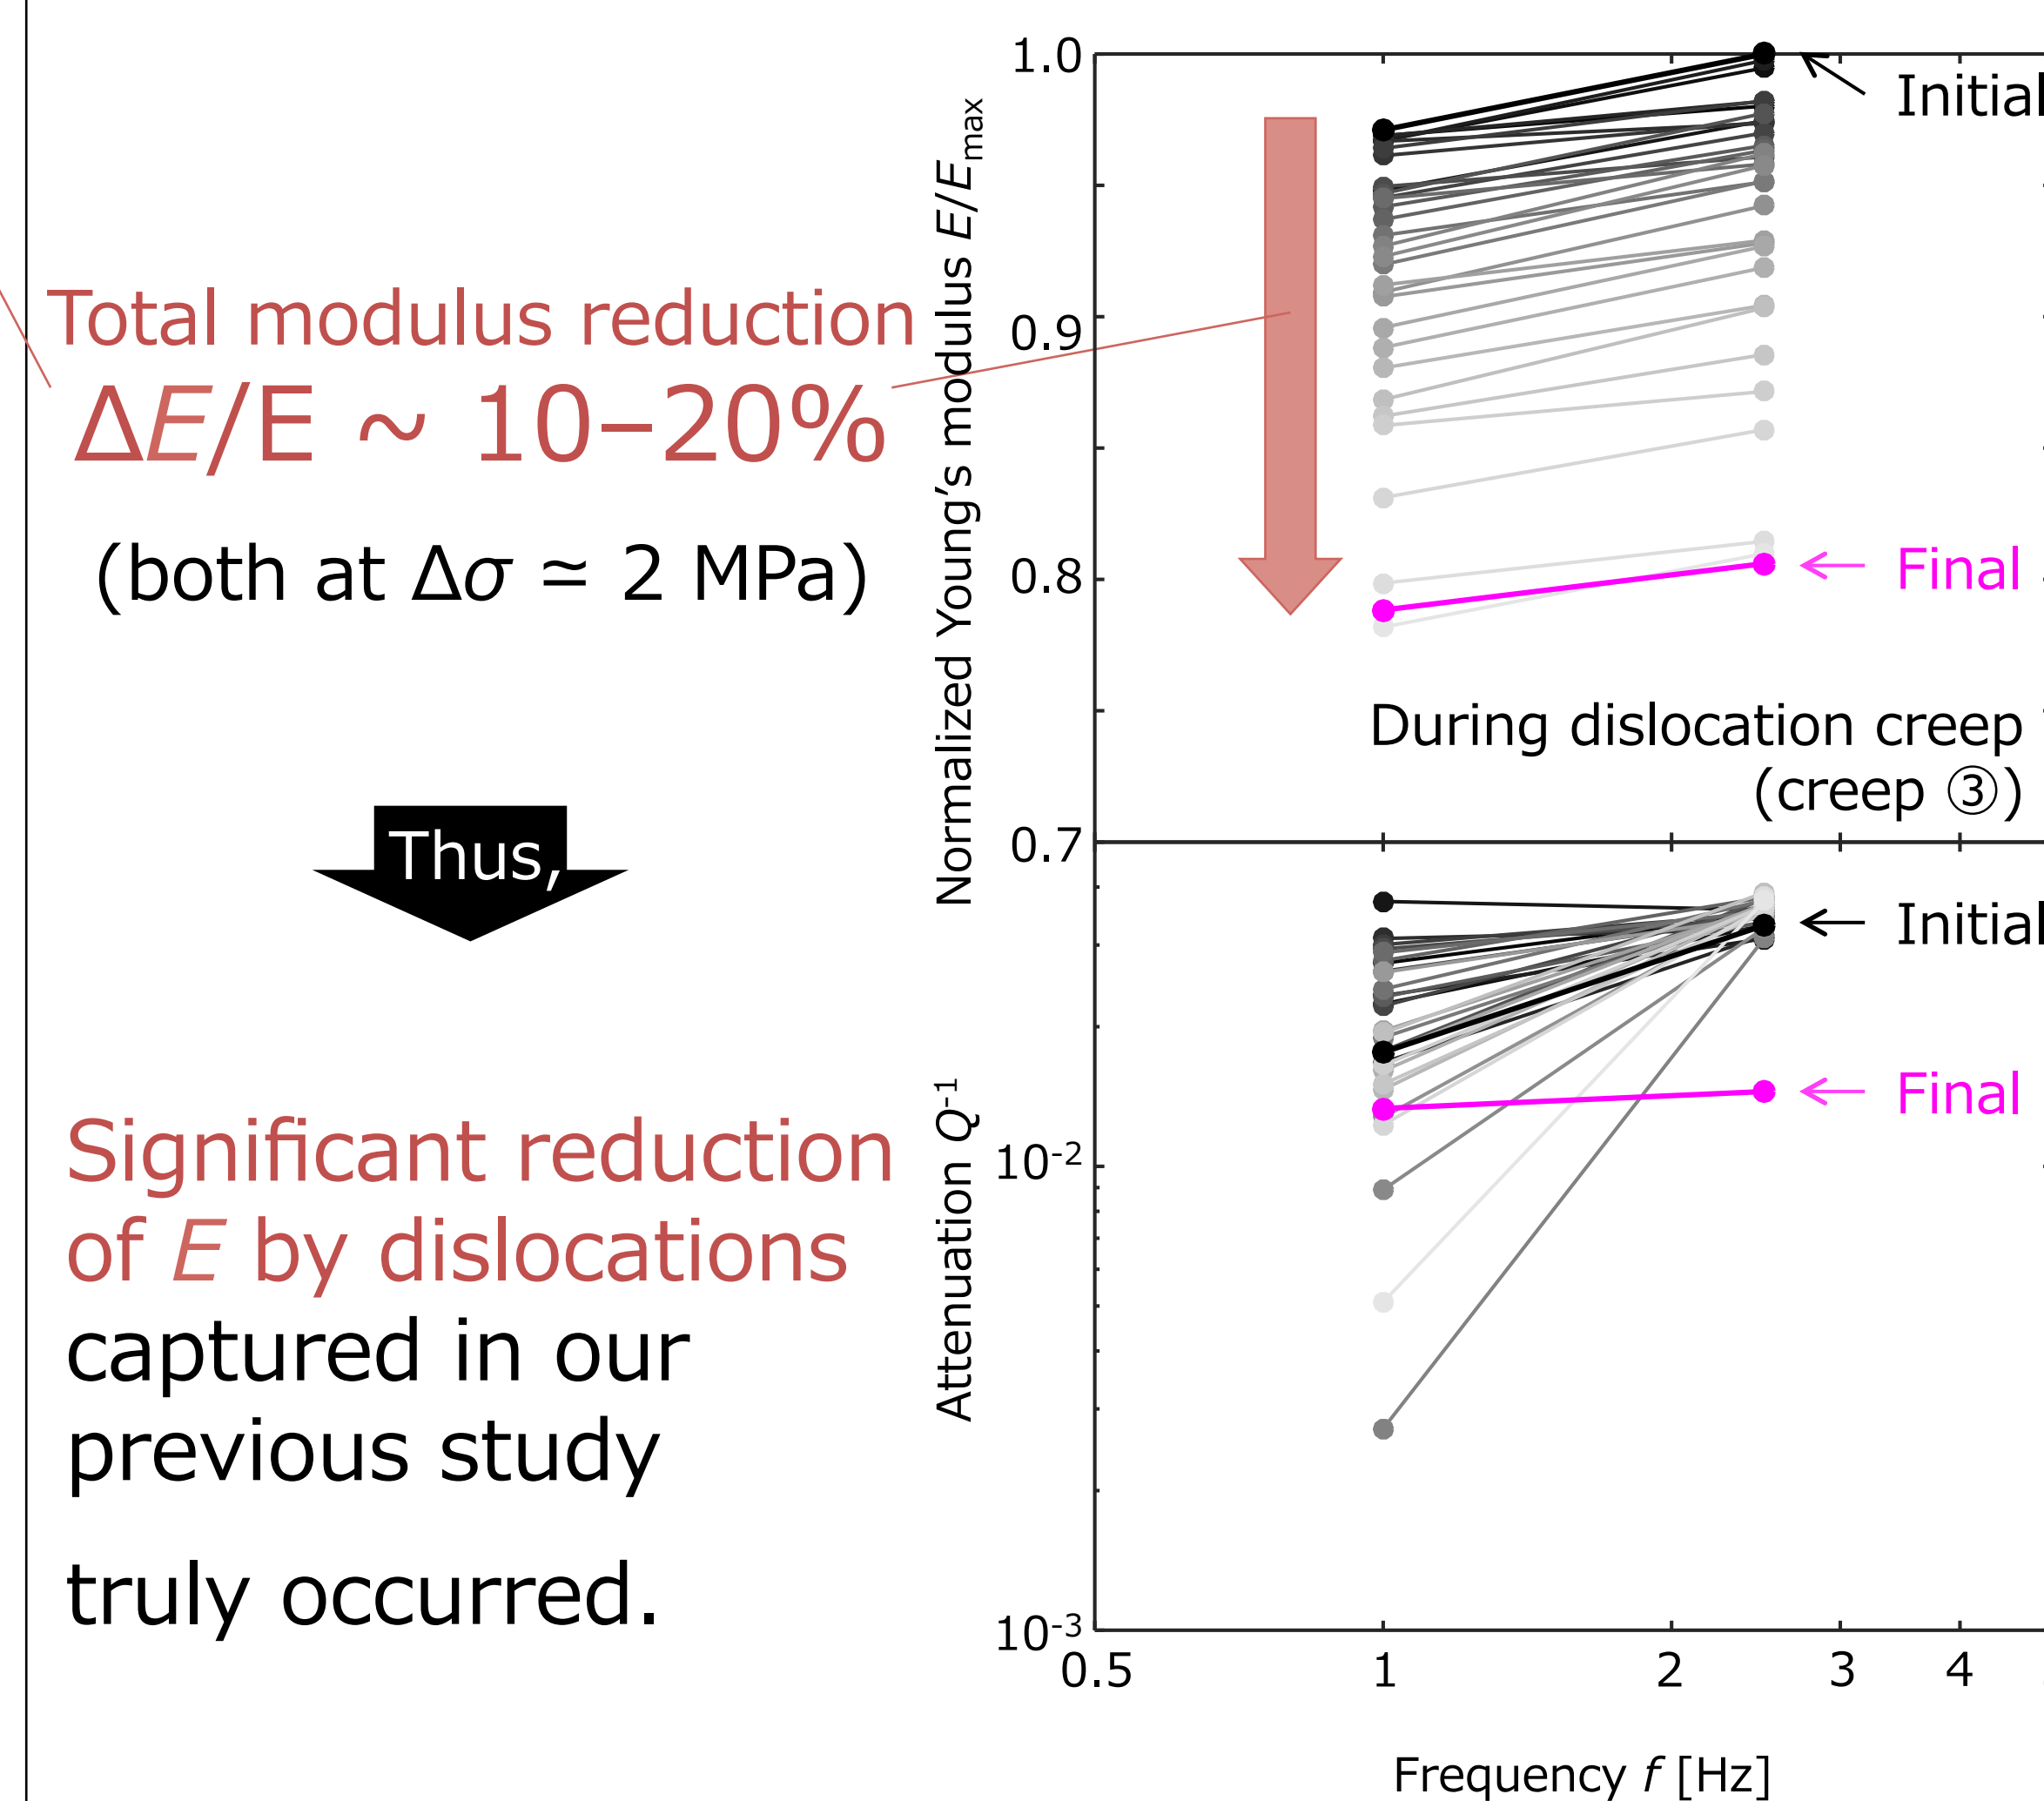 Total modulus reduction
ΔE/E ~ 10–20%
(both at Δσ ≃ 2 MPa)
Thus,
Significant reduction
of E by dislocations
captured in our
previous study
truly occurred.
Normalized Young's modulus E/Emax
1.0
0.9
0.8
0.7
Initial
Final
During dislocation creep
(creep ③)
Attenuation Q-1
10-2
10-3
Initial
Final
0.5
1
2
3
4
Frequency f [Hz]